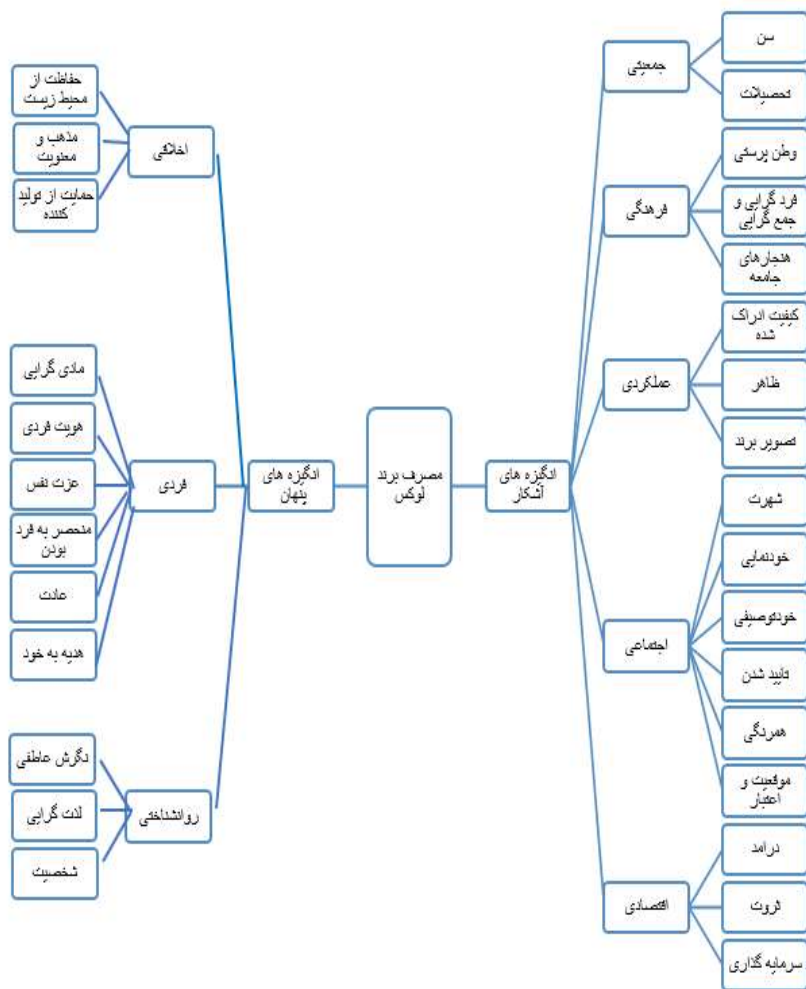 سن
تحصیلات
جمعیتی
وطن پرستی
فرد گرایی و
جمع گرایی
هنجارهای
جامعه
فرهنگی
کیفیت ادراک
شده
ظاهر
تصویر برند
عملکردی
شهرت
خودنمایی
خودتوصیفی
تایید شدن
همرنگی
موقعیت و
اعتبار
اجتماعی
درامد
ثروت
سرمایه گذاری
اقتصادی
انگیزه های
آشکار
مصرف برند
لوکس
انگیزه های
پنهان
اخلاقی
حفاظت از
محیط زیست
مذهب و
معنویت
حمایت از تولید
کننده
فردی
مادی گرایی
هویت فردی
عزت نفس
منحصر به فرد
بودن
عادت
هدیه به خود
روانشناختی
نگرش عاطفی
لذت گرایی
شخصیت